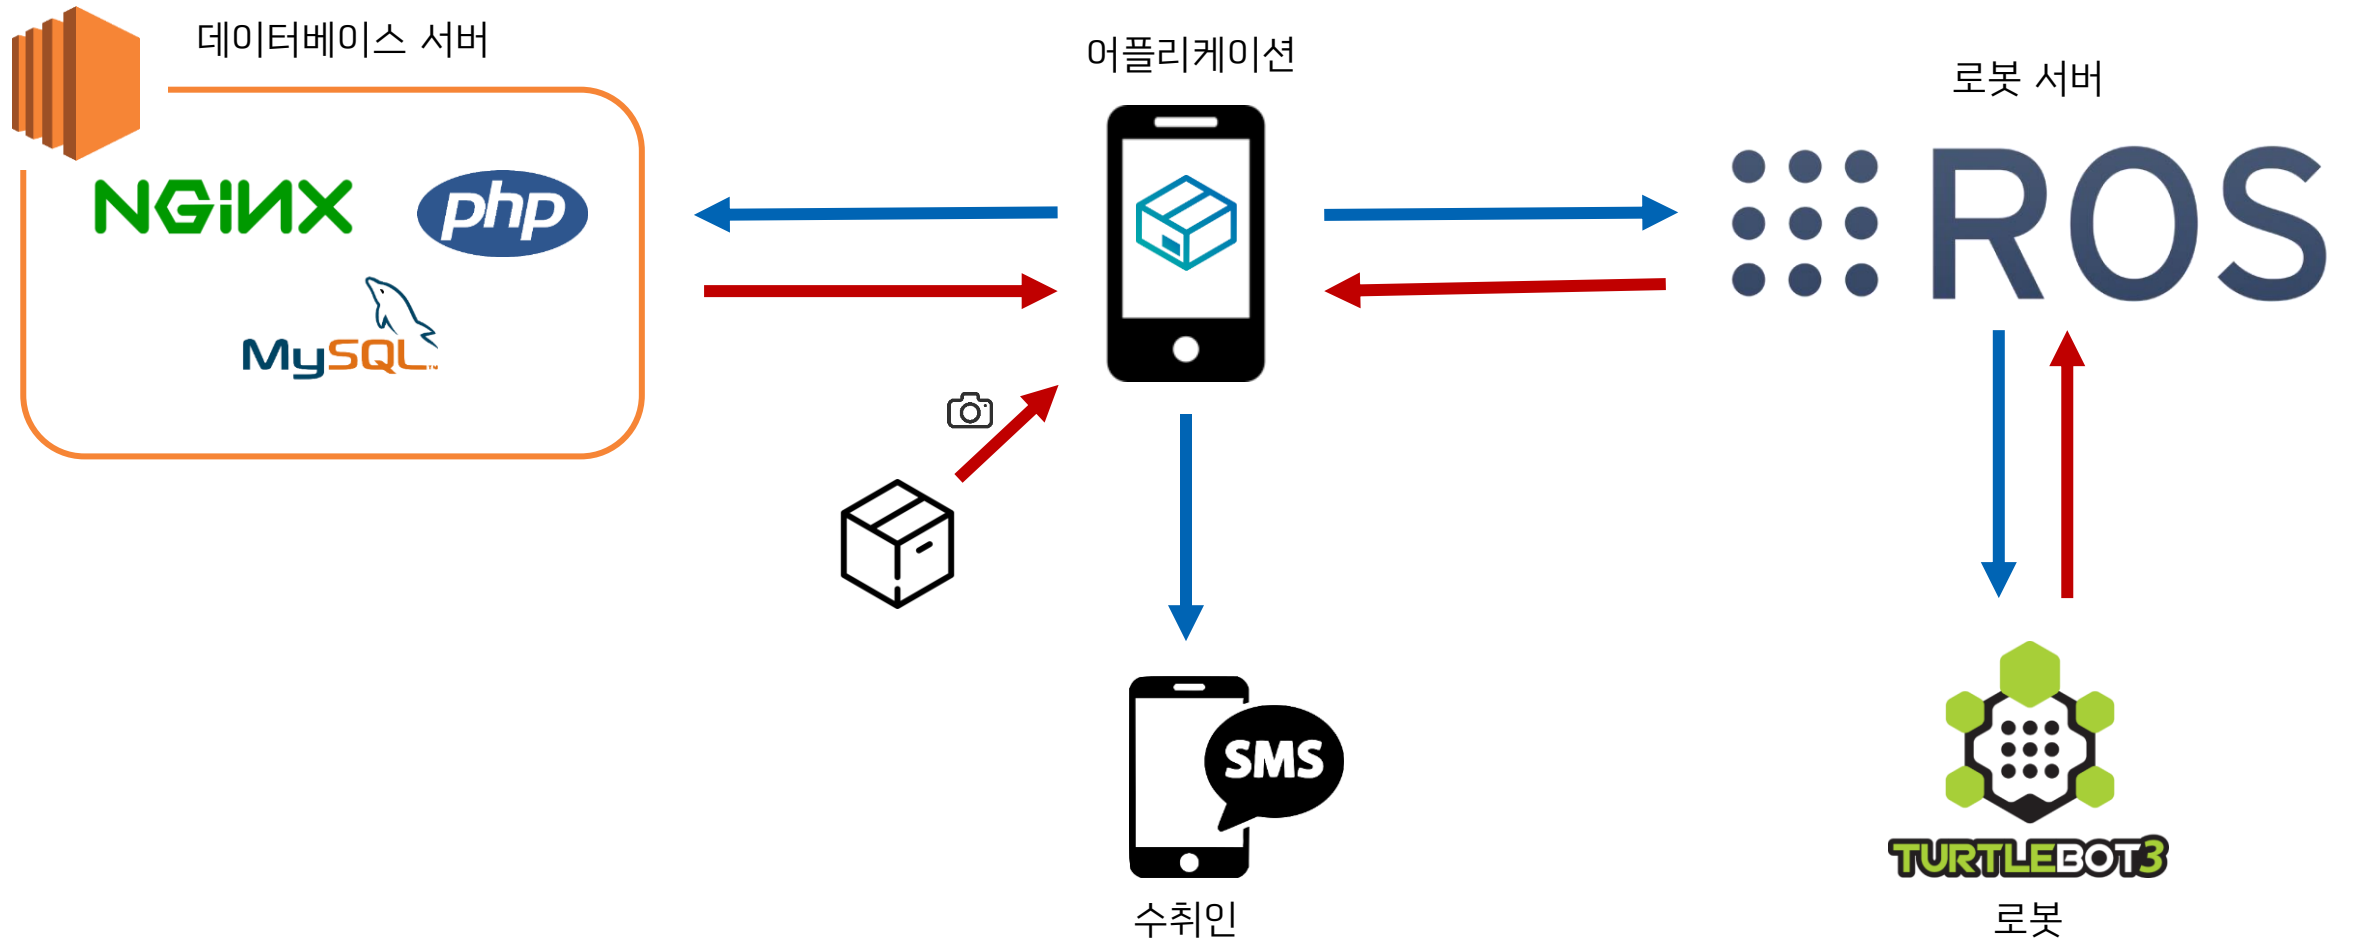 데이터베이스 서버
어플리케이션
로봇 서버
NGiNX
php
MySQL
ROS
SMS
TURTLEBOT3
수취인
로봇